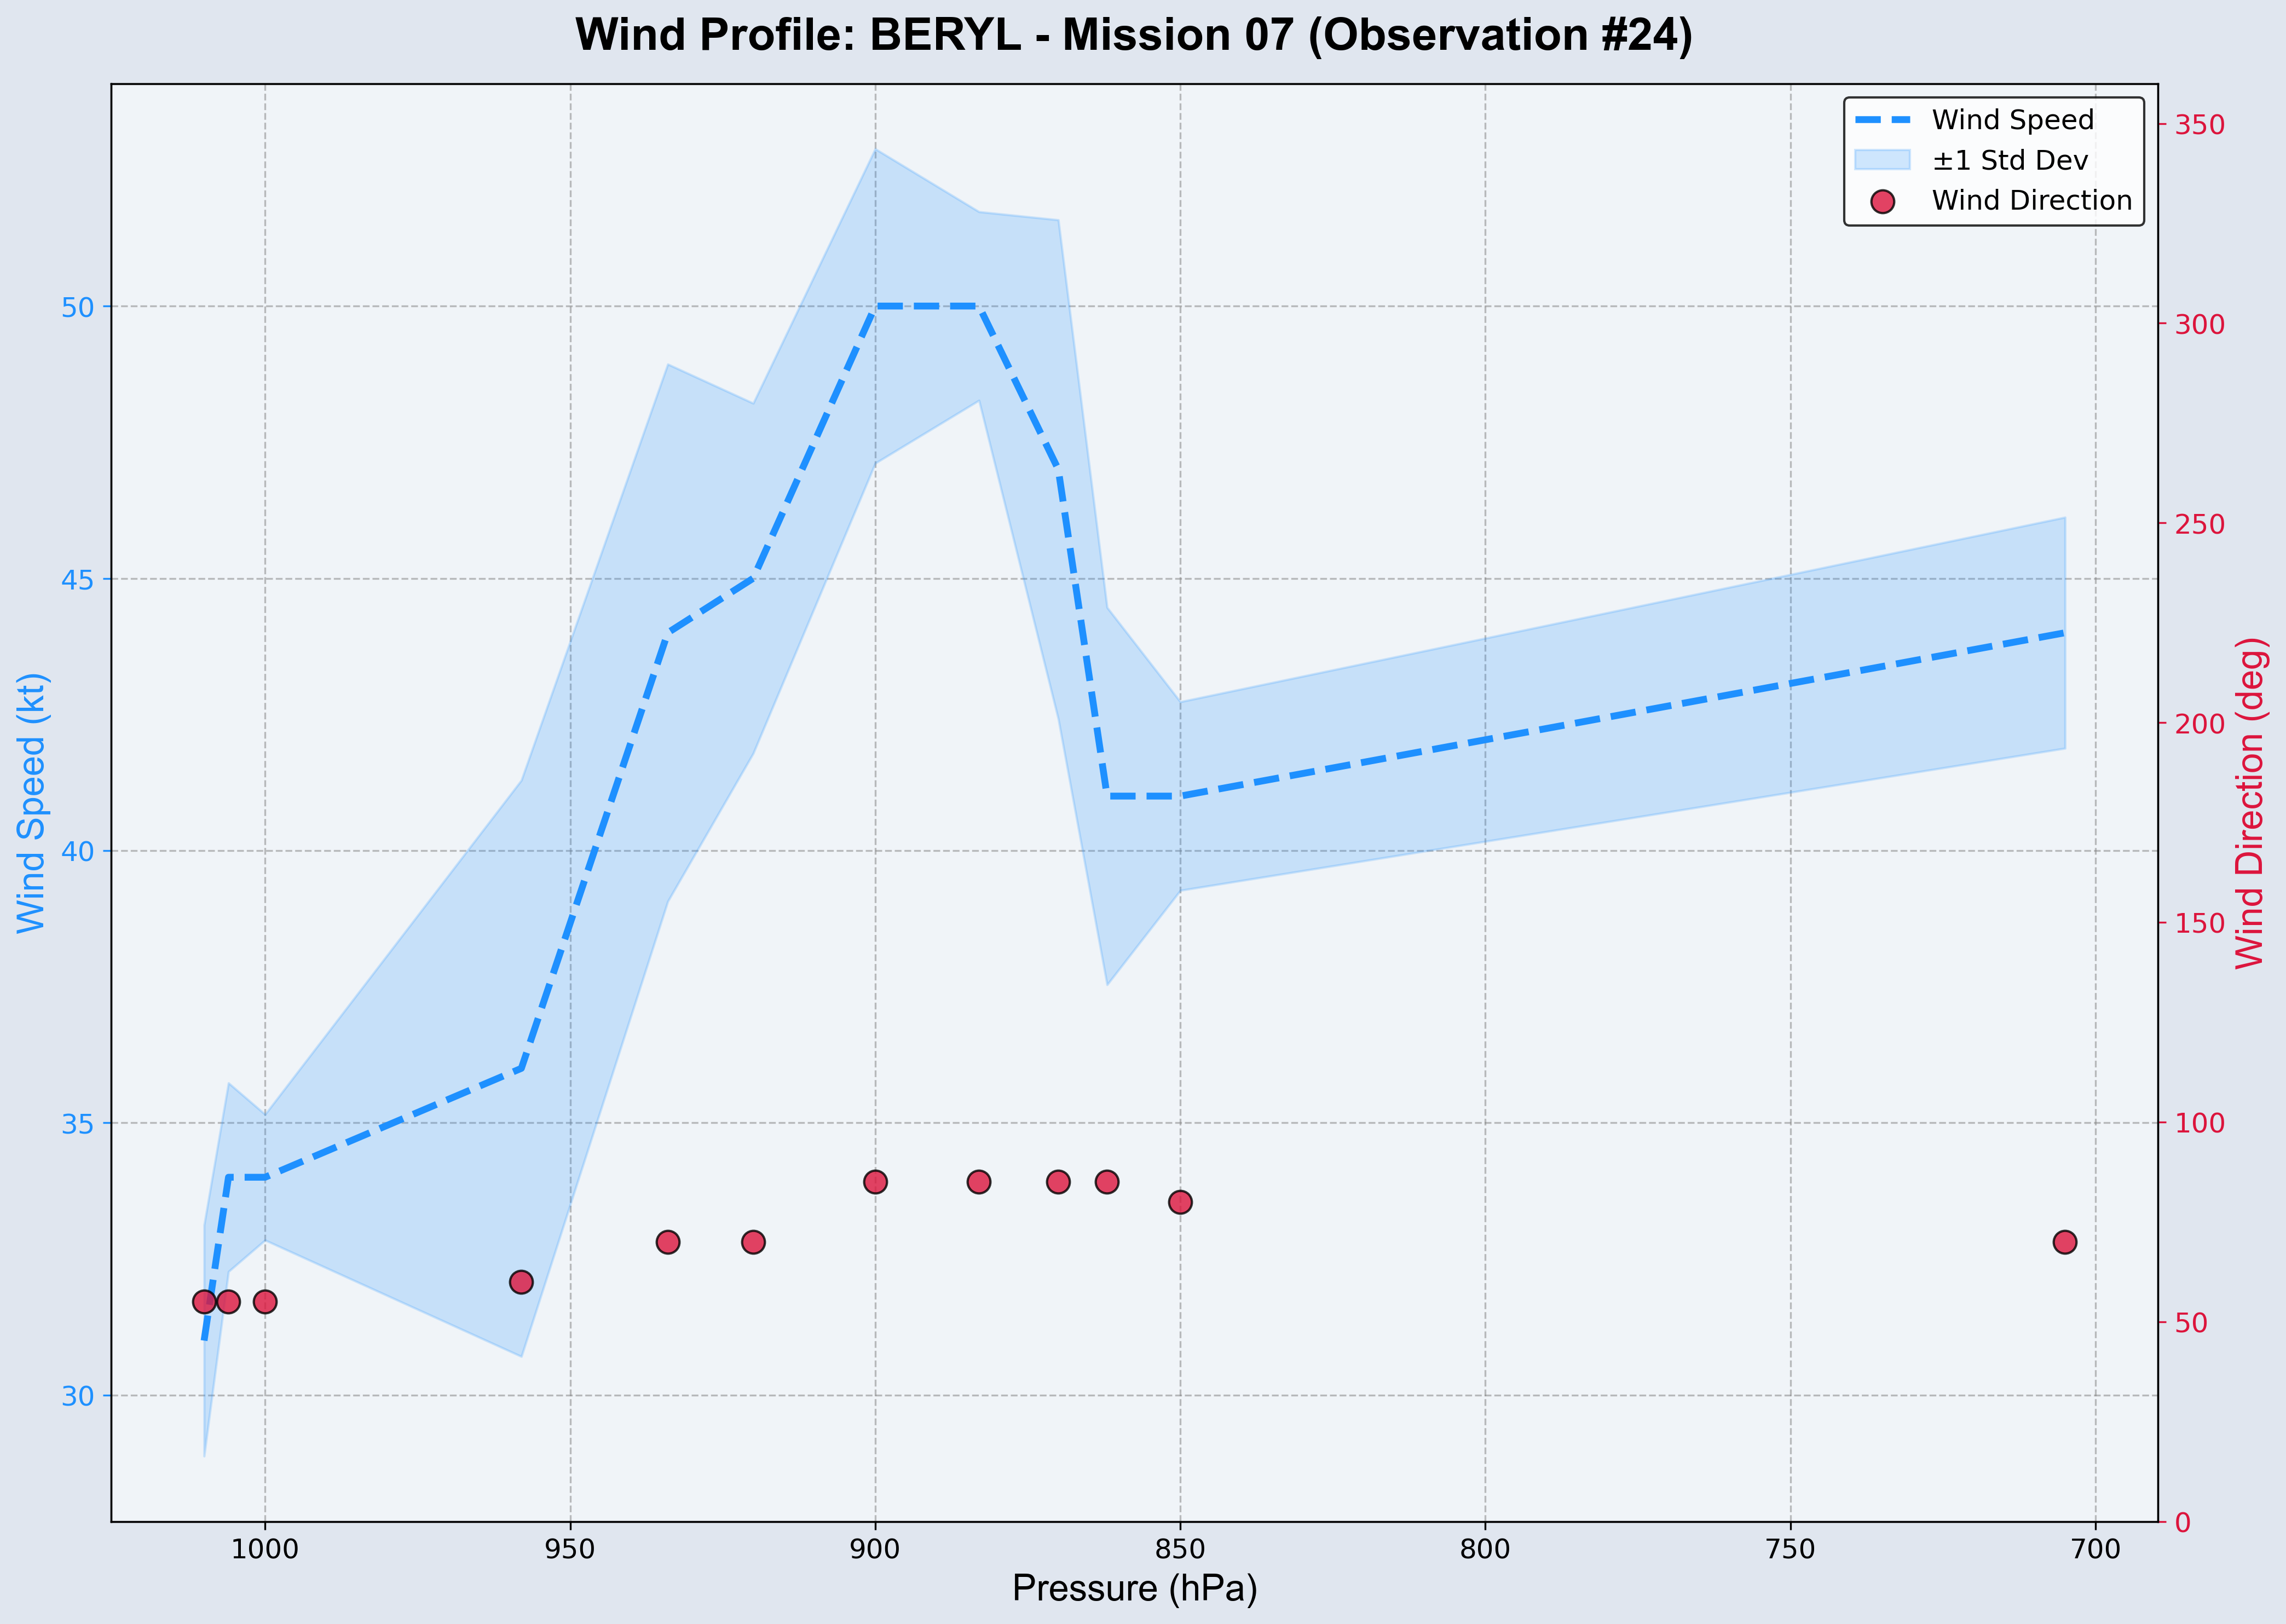 Wind Profile: BERYL - Mission 07 (Observation #24)
Wind Speed
±1 Std Dev
Wind Direction
50
45
40
35
30
Wind Speed (kt)
350
300
250
200
150
100
50
0
Wind Direction (deg)
1000 950 900 850 800 750 700
Pressure (hPa)